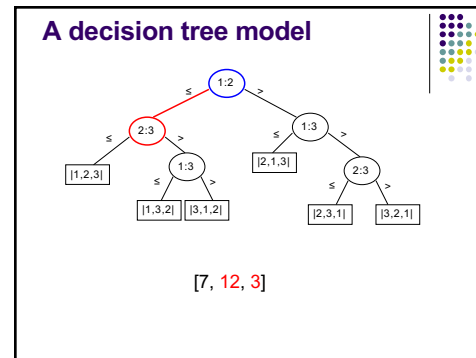 A decision tree model
1:2
≤ >
2:3 1:3
≤ > ≤ >
|1,2,3| 1:3 |2,1,3| 2:3
≤ > ≤ >
|1,3,2| |3,1,2| |2,3,1| |3,2,1|
[7, 12, 3]